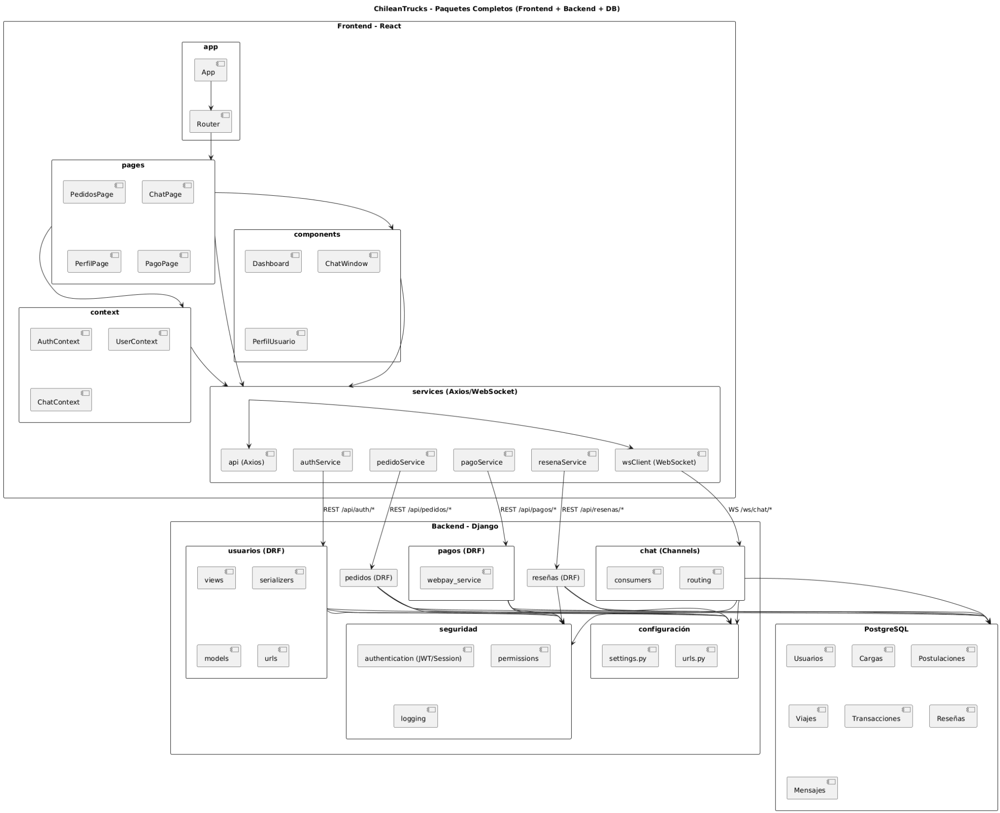 ChileanTrucks - Paquetes Completos (Frontend + Backend + DB)
Frontend - React
app
App
Router
pages
PedidosPage
ChatPage
PerfilPage
PagoPage
components
Dashboard
ChatWindow
PerfilUsuario
context
AuthContext
UserContext
ChatContext
services (Axios/WebSocket)
api (Axios)
authService
pedidoService
pagoService
resenaService
wsClient (WebSocket)
REST /api/auth/*
REST /api/pedidos/*
REST /api/pagos/*
REST /api/resenas/*
WS /ws/chat/*
Backend - Django
usuarios (DRF)
views
serializers
models
urls
pedidos (DRF)
pagos (DRF)
webpay_service
reseñas (DRF)
chat (Channels)
consumers
routing
seguridad
authentication (JWT/Session)
permissions
logging
configuración
settings.py
urls.py
PostgreSQL
Usuarios
Cargas
Postulaciones
Viajes
Transacciones
Reseñas
Mensajes